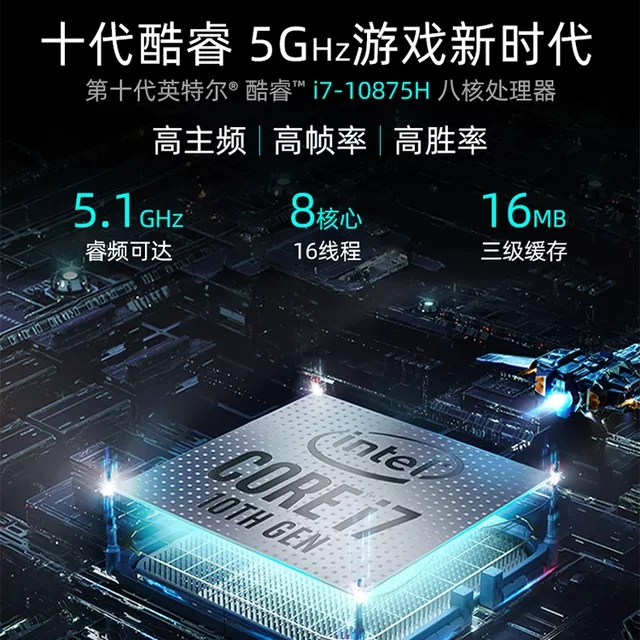 十代酷睿 5GHz游戏新时代
第十代英特尔® 酷睿™ i7-10875H 八核处理器
高主频｜高帧率｜高胜率
5.1GHz 8核心 16MB
睿频可达 16线程 三级缓存
intel
CORE i7
10TH GEN